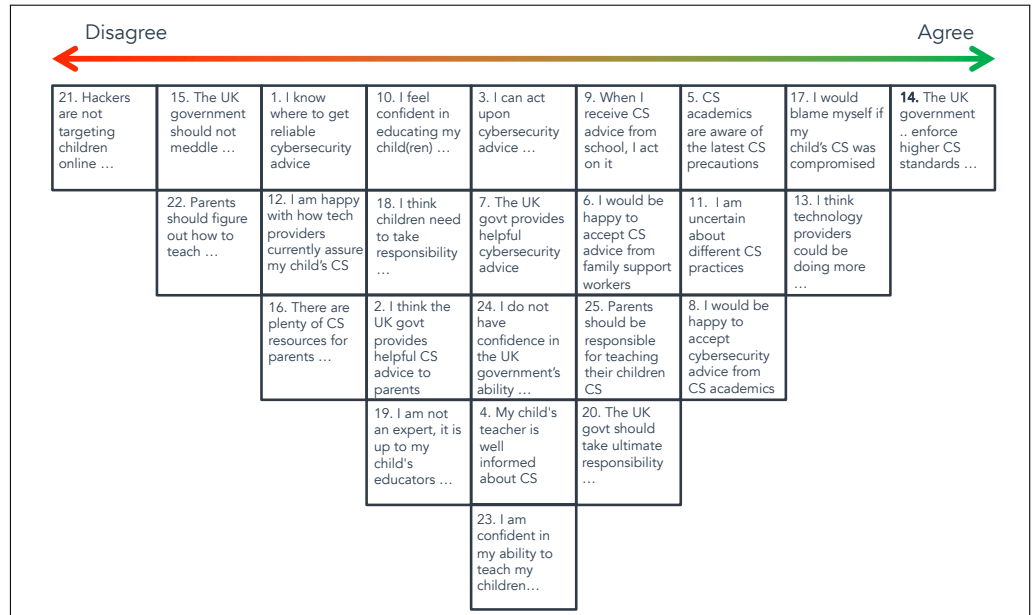 Disagree
Agree
21. Hackers
are not
targeting
children
online …
15. The UK
government
should not
meddle …
1. I know
where to get
reliable
cybersecurity
advice
10. I feel
confident in
educating my
child(ren) …
3. I can act
upon
cybersecurity
advice …
9. When I
receive CS
advice from
school, I act
on it
5. CS
academics
are aware of
the latest CS
precautions
17. I would
blame myself if
my
child's CS was
compromised
14. The UK
government
.. enforce
higher CS
standards …
22. Parents
should figure
out how to
teach …
12. I am happy
with how tech
providers
currently assure
my child's CS
18. I think
children need
to take
responsibility
…
7. The UK
govt provides
helpful
cybersecurity
advice
6. I would be
happy to
accept CS
advice from
family support
workers
11. I am
uncertain
about
different CS
practices
13. I think
technology
providers
could be
doing more
…
16. There are
plenty of CS
resources for
parents …
2. I think the
UK govt
provides
helpful CS
advice to
parents
24. I do not
have
confidence in
the UK
government's
ability …
25. Parents
should be
responsible
for teaching
their children
CS
8. I would be
happy to
accept
cybersecurity
advice from
CS academics
19. I am not
an expert, it is
up to my
child's
educators …
4. My child's
teacher is
well
informed
about CS
20. The UK
govt should
take ultimate
responsibility
…
23. I am
confident in
my ability to
teach my
children…